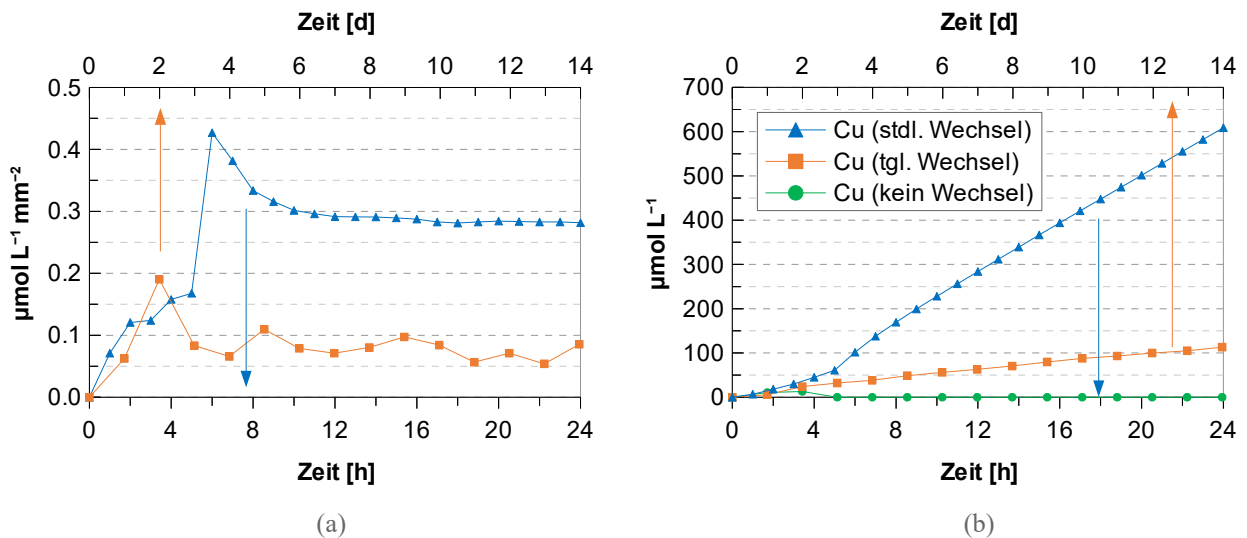 Zeit [d]
0 2 4 6 8 10 12 14
0.5
0.4
0.3
0.2
0.1
0.0
µmol L⁻¹ mm⁻²
0 4 8 12 16 20 24
Zeit [h]
(a)
Zeit [d]
0 2 4 6 8 10 12 14
700
600
500
400
300
200
100
0
µmol L⁻¹
Cu (stdl. Wechsel)
Cu (tgl. Wechsel)
Cu (kein Wechsel)
0 4 8 12 16 20 24
Zeit [h]
(b)